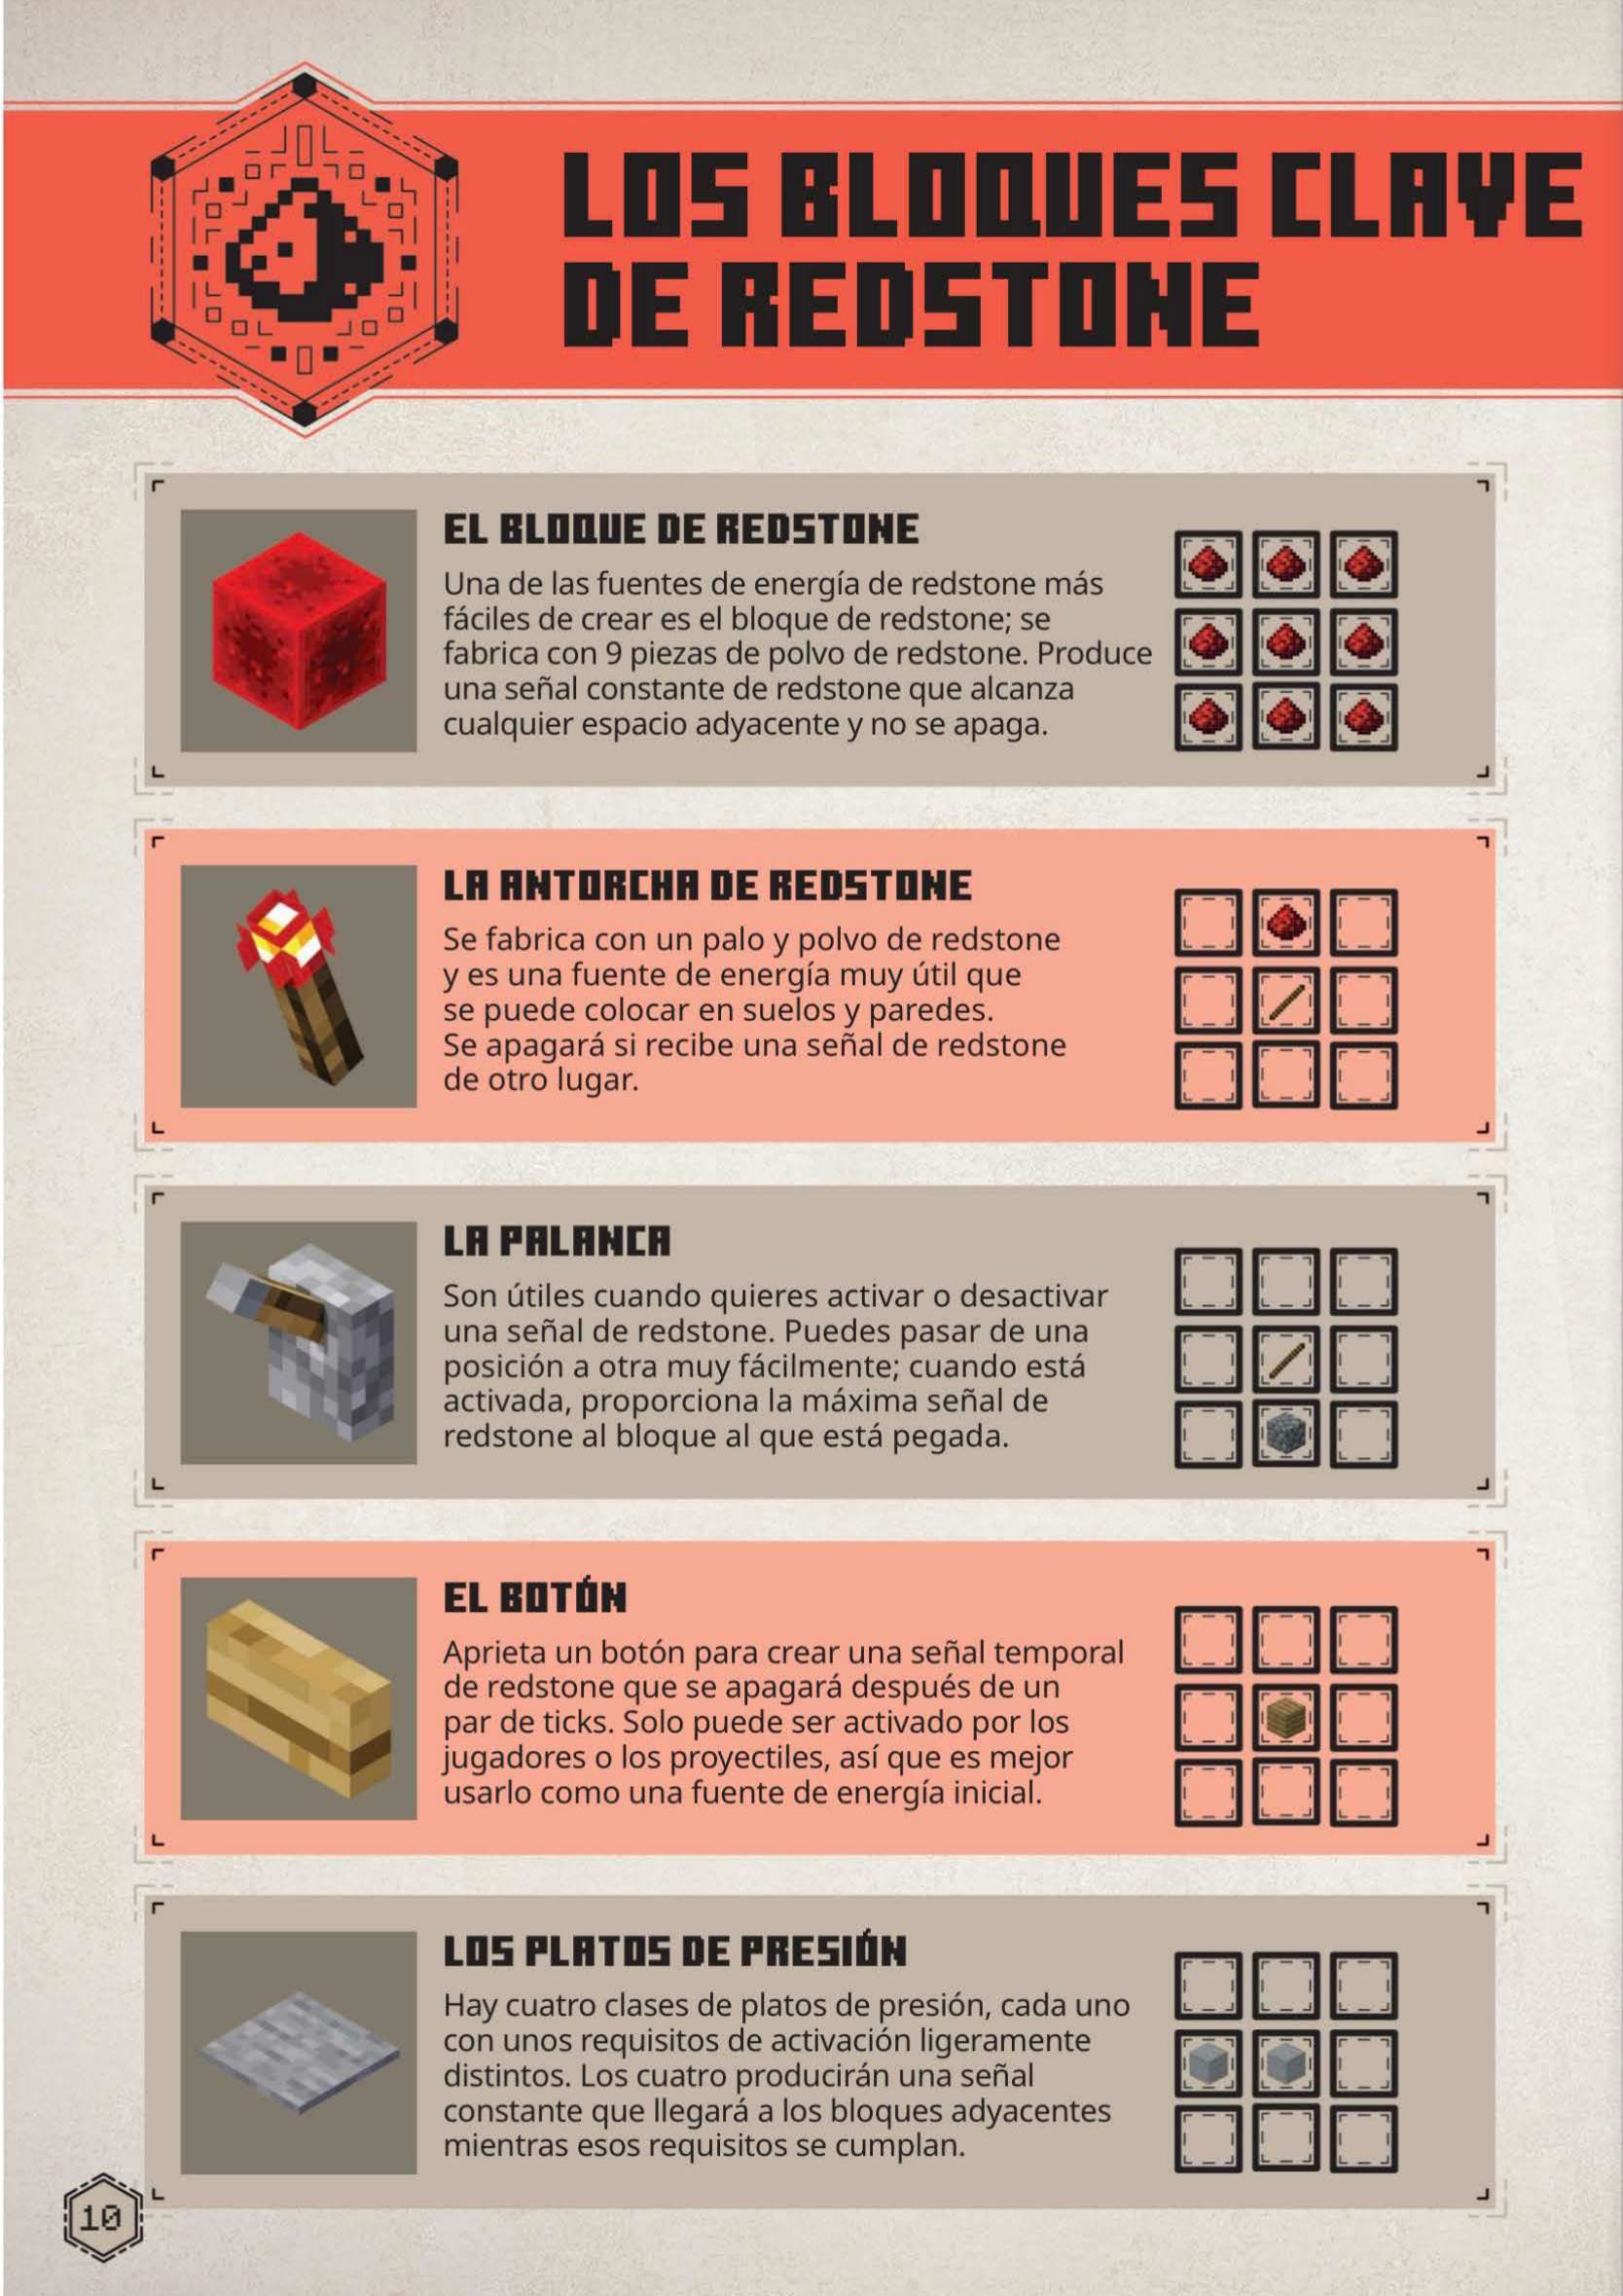 LOS BLOQUES CLAVE
DE REDSTONE
EL BLOQUE DE REDSTONE
Una de las fuentes de energía de redstone más
fáciles de crear es el bloque de redstone; se
fabrica con 9 piezas de polvo de redstone. Produce
una señal constante de redstone que alcanza
cualquier espacio adyacente y no se apaga.
LA ANTORCHA DE REDSTONE
Se fabrica con un palo y polvo de redstone
y es una fuente de energía muy útil que
se puede colocar en suelos y paredes.
Se apagará si recibe una señal de redstone
de otro lugar.
LA PALANCA
Son útiles cuando quieres activar o desactivar
una señal de redstone. Puedes pasar de una
posición a otra muy fácilmente; cuando está
activada, proporciona la máxima señal de
redstone al bloque al que está pegada.
EL BOTÓN
Aprieta un botón para crear una señal temporal
de redstone que se apagará después de un
par de ticks. Solo puede ser activado por los
jugadores o los proyectiles, así que es mejor
usarlo como una fuente de energía inicial.
LOS PLATOS DE PRESIÓN
Hay cuatro clases de platos de presión, cada uno
con unos requisitos de activación ligeramente
distintos. Los cuatro producirán una señal
constante que llegará a los bloques adyacentes
mientras esos requisitos se cumplan.
10